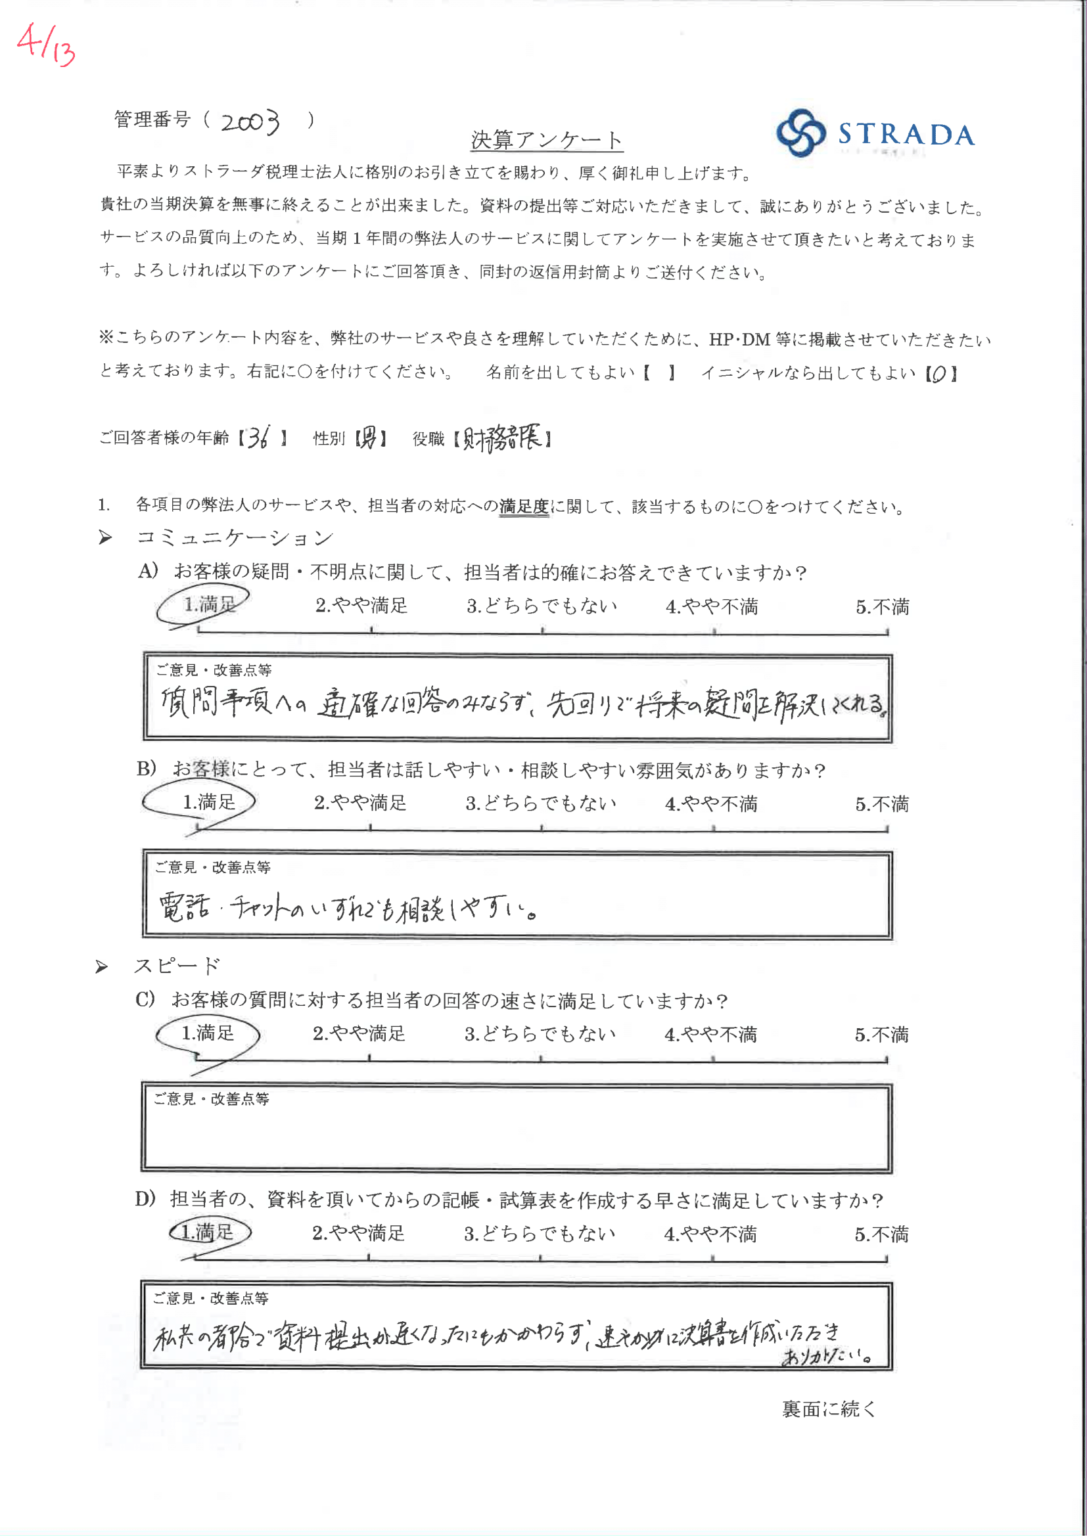 4/13
管理番号（ 2003 ）
決算アンケート
STRADA
平素よりストラーダ税理士法人に格別のお引き立てを賜わり、厚く御礼申し上げます。
貴社の当期決算を無事に終えることが出来ました。資料の提出等ご対応いただきまして、誠にありがとうございました。
サービスの品質向上のため、当期1年間の弊法人のサービスに関してアンケートを実施させて頂きたいと考えておりま
す。よろしければ以下のアンケートにご回答頂き、同封の返信用封筒よりご送付ください。
※こちらのアンケート内容を、弊社のサービスや良さを理解していただくために、HP・DM 等に掲載させていただきたい
と考えております。右記に○を付けてください。 名前を出してもよい【 】 イニシャルなら出してもよい【○】
ご回答者様の年齢【36】 性別【男】 役職【財務部長】
1. 各項目の弊法人のサービスや、担当者の対応への満足度に関して、該当するものに○をつけてください。
➢ コミュニケーション
A) お客様の疑問・不明点に関して、担当者は的確にお答えできていますか？
1.満足 2.やや満足 3.どちらでもない 4.やや不満 5.不満
ご意見・改善点等
質問事項への適確な回答のみならず、先回りで将来の疑問を解決してくれる。
B) お客様にとって、担当者は話しやすい・相談しやすい雰囲気がありますか？
1.満足 2.やや満足 3.どちらでもない 4.やや不満 5.不満
ご意見・改善点等
電話・チャットのいずれでも相談しやすい。
➢ スピード
C) お客様の質問に対する担当者の回答の速さに満足していますか？
1.満足 2.やや満足 3.どちらでもない 4.やや不満 5.不満
ご意見・改善点等
D) 担当者の、資料を頂いてからの記帳・試算表を作成する早さに満足していますか？
1.満足 2.やや満足 3.どちらでもない 4.やや不満 5.不満
ご意見・改善点等
私共の都合で資料提出が遅くなったにもかかわらず、速やかに決算書を作成いただき
ありがたい。
裏面に続く